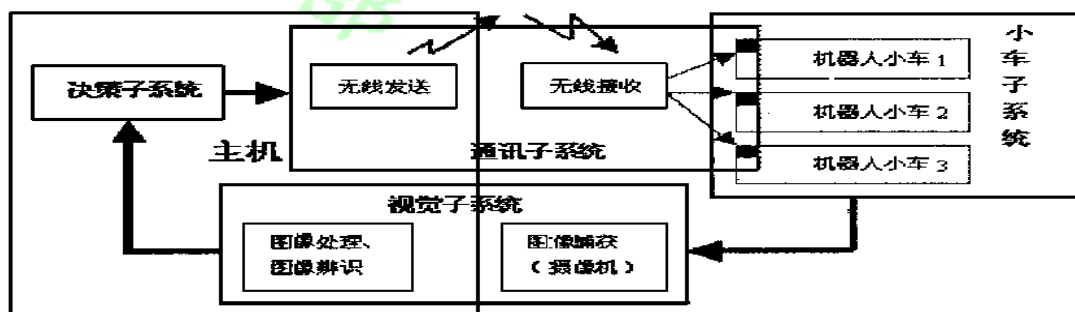 决策子系统
主机
无线发送
无线接收
通讯子系统
机器人小车 1
机器人小车 2
机器人小车 3
小车子系统
视觉子系统
图像处理、
图像辨识
图像捕获
（摄像机）